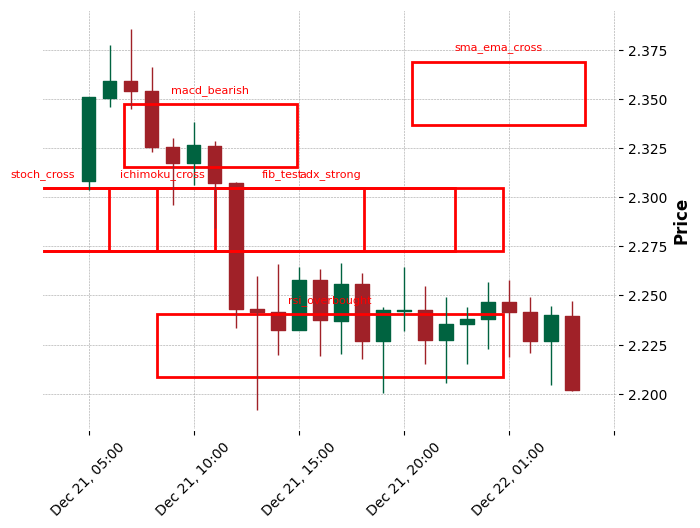 sma_ema_cross
macd_bearish
stoch_cross
ichimoku_cross
fib_test
adx_strong
rsi_overbought
2.375
2.350
2.325
2.300
2.275
2.250
2.225
2.200
Price
Dec 21, 05:00
Dec 21, 10:00
Dec 21, 15:00
Dec 21, 20:00
Dec 22, 01:00